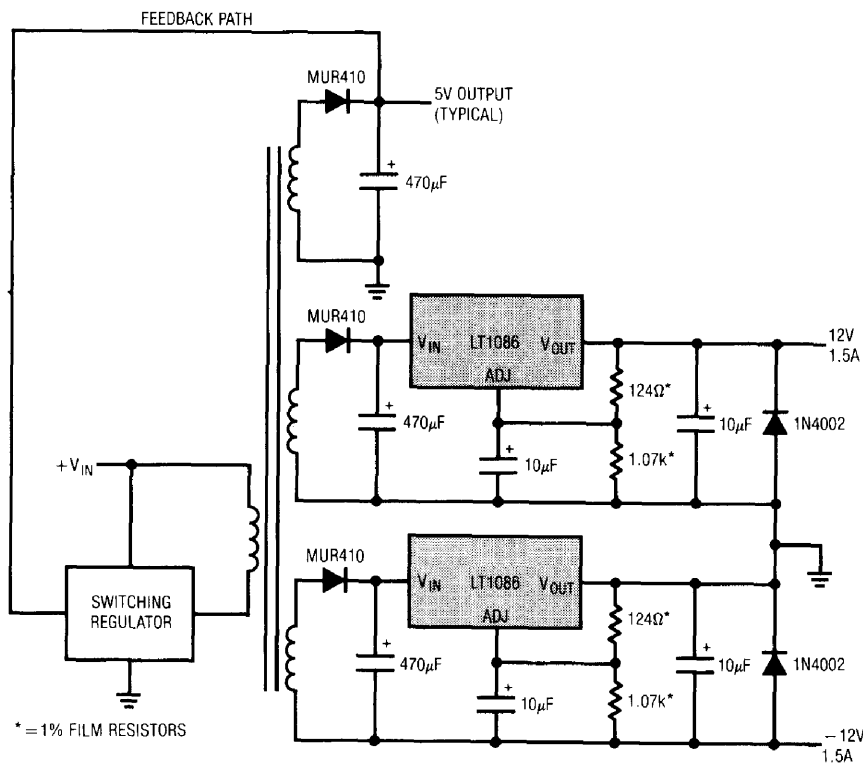 FEEDBACK PATH
MUR410
5V OUTPUT
(TYPICAL)
+
470μF
MUR410
VIN
LT1086
VOUT
ADJ
12V
1.5A
124Ω*
+
470μF
+
10μF
1.07k*
+
10μF
1N4002
+VIN
SWITCHING
REGULATOR
MUR410
VIN
LT1086
VOUT
ADJ
124Ω*
+
470μF
+
10μF
1.07k*
+
10μF
1N4002
* =1% FILM RESISTORS
−12V
1.5A